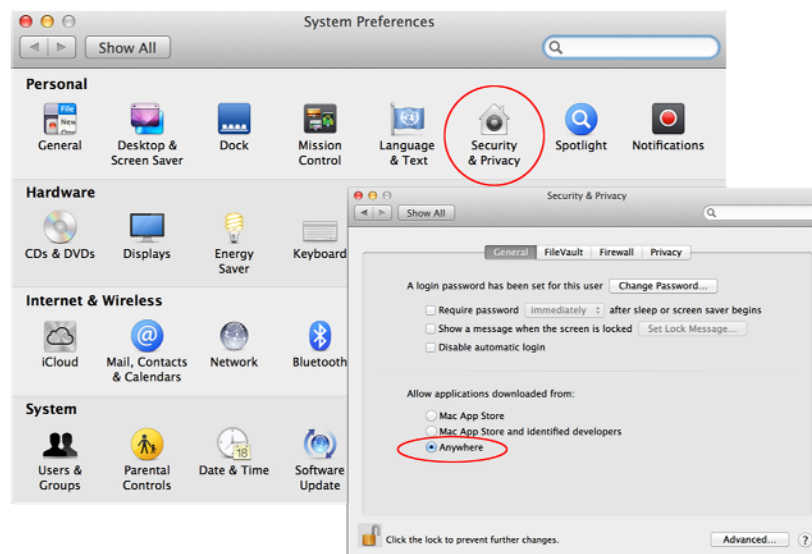 System Preferences
Show All
Personal
File
New
General
Desktop &
Screen Saver
Dock
Mission
Control
Language
& Text
Security
& Privacy
Spotlight
Notifications
Hardware
CDs & DVDs
Displays
Energy
Saver
Keyboard
Internet & Wireless
iCloud
Mail, Contacts
& Calendars
Network
Bluetooth
System
Users &
Groups
Parental
Controls
18
Date & Time
Software
Update
Security & Privacy
Show All
General FileVault Firewall Privacy
A login password has been set for this user Change Password...
Require password immediately after sleep or screen saver begins
Show a message when the screen is locked Set Lock Message...
Disable automatic login
Allow applications downloaded from:
Mac App Store
Mac App Store and identified developers
Anywhere
Click the lock to prevent further changes.
Advanced... ?